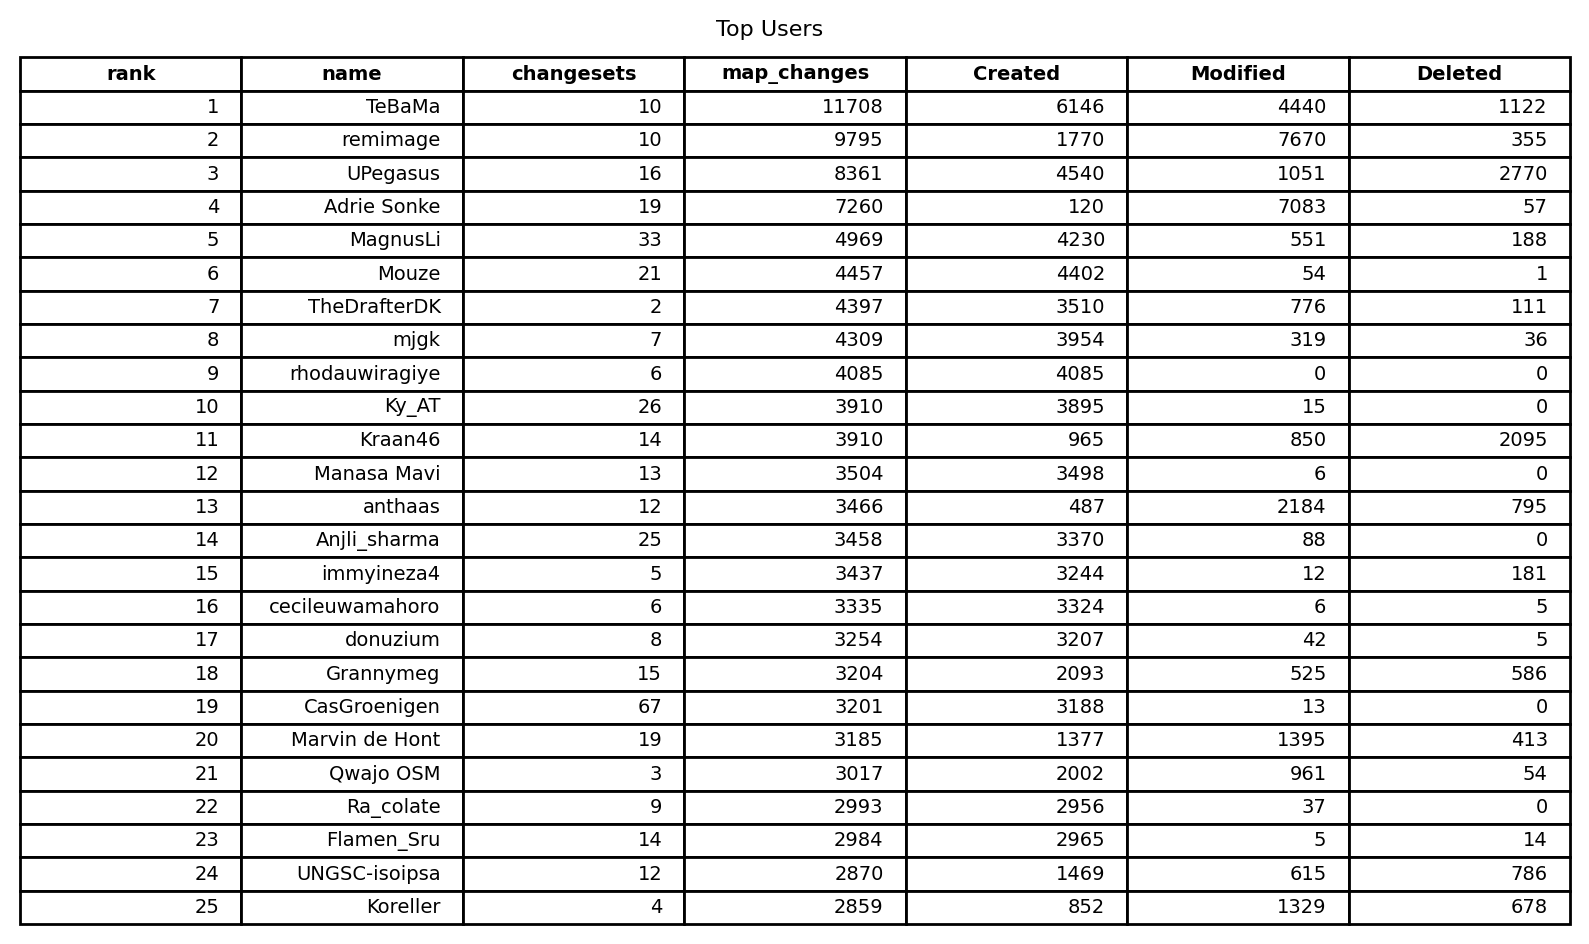 Top Users
rank name changesets map_changes Created Modified Deleted
1 TeBaMa 10 11708 6146 4440 1122
2 remimage 10 9795 1770 7670 355
3 UPegasus 16 8361 4540 1051 2770
4 Adrie Sonke 19 7260 120 7083 57
5 MagnusLi 33 4969 4230 551 188
6 Mouze 21 4457 4402 54 1
7 TheDrafterDK 2 4397 3510 776 111
8 mjgk 7 4309 3954 319 36
9 rhodauwiragiye 6 4085 4085 0 0
10 Ky_AT 26 3910 3895 15 0
11 Kraan46 14 3910 965 850 2095
12 Manasa Mavi 13 3504 3498 6 0
13 anthaas 12 3466 487 2184 795
14 Anjli_sharma 25 3458 3370 88 0
15 immyineza4 5 3437 3244 12 181
16 cecileuwamahoro 6 3335 3324 6 5
17 donuzium 8 3254 3207 42 5
18 Grannymeg 15 3204 2093 525 586
19 CasGroenigen 67 3201 3188 13 0
20 Marvin de Hont 19 3185 1377 1395 413
21 Qwajo OSM 3 3017 2002 961 54
22 Ra_colate 9 2993 2956 37 0
23 Flamen_Sru 14 2984 2965 5 14
24 UNGSC-isoipsa 12 2870 1469 615 786
25 Koreller 4 2859 852 1329 678